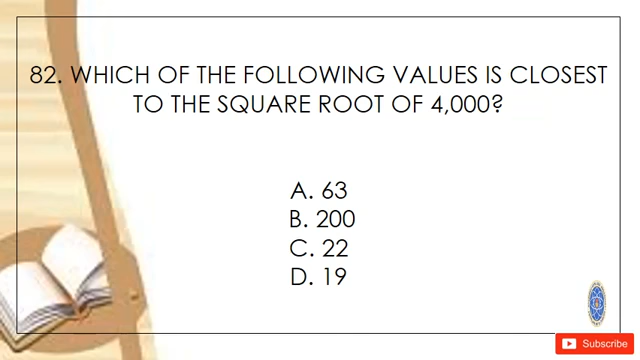 82. WHICH OF THE FOLLOWING VALUES IS CLOSEST
TO THE SQUARE ROOT OF 4,000?
A. 63
B. 200
C. 22
D. 19
Subscribe